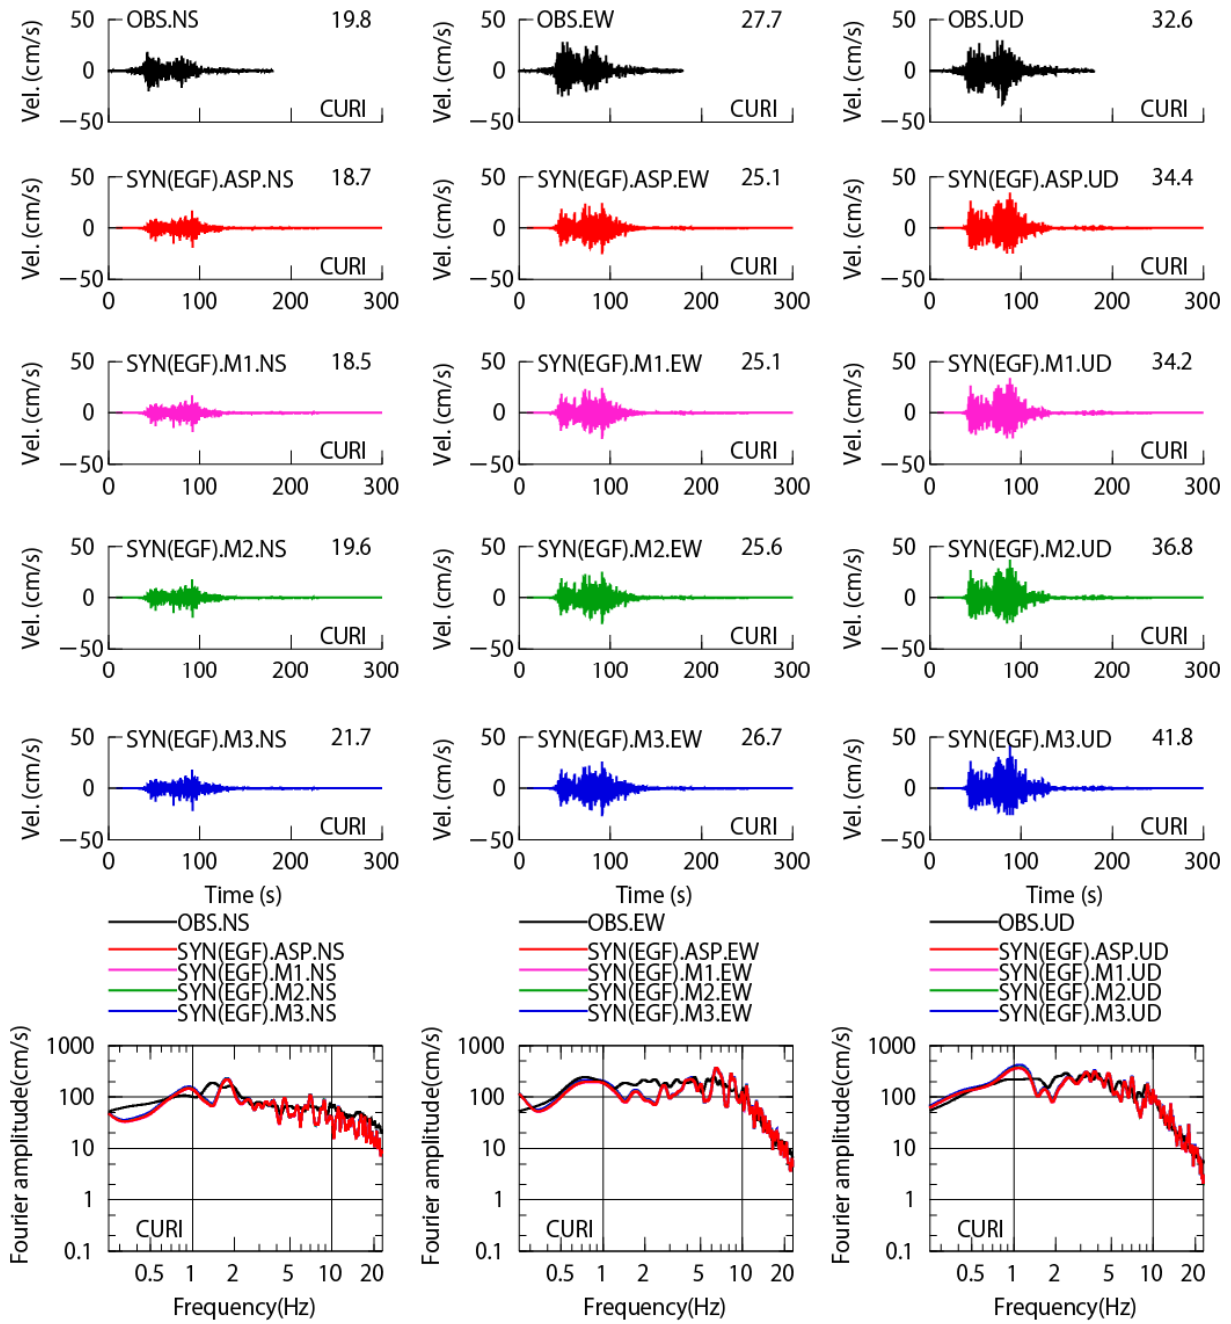 OBS.NS 19.8
50
0
−50
Vel. (cm/s)
CURI
OBS.EW 27.7
50
0
−50
Vel. (cm/s)
CURI
OBS.UD 32.6
50
0
−50
Vel. (cm/s)
CURI
SYN(EGF).ASP.NS 18.7
50
0
−50
Vel. (cm/s)
CURI
0 100 200 300
SYN(EGF).ASP.EW 25.1
50
0
−50
Vel. (cm/s)
CURI
0 100 200 300
SYN(EGF).ASP.UD 34.4
50
0
−50
Vel. (cm/s)
CURI
0 100 200 300
SYN(EGF).M1.NS 18.5
50
0
−50
Vel. (cm/s)
CURI
0 100 200 300
SYN(EGF).M1.EW 25.1
50
0
−50
Vel. (cm/s)
CURI
0 100 200 300
SYN(EGF).M1.UD 34.2
50
0
−50
Vel. (cm/s)
CURI
0 100 200 300
SYN(EGF).M2.NS 19.6
50
0
−50
Vel. (cm/s)
CURI
0 100 200 300
SYN(EGF).M2.EW 25.6
50
0
−50
Vel. (cm/s)
CURI
0 100 200 300
SYN(EGF).M2.UD 36.8
50
0
−50
Vel. (cm/s)
CURI
0 100 200 300
SYN(EGF).M3.NS 21.7
50
0
−50
Vel. (cm/s)
CURI
0 100 200 300
Time (s)
SYN(EGF).M3.EW 26.7
50
0
−50
Vel. (cm/s)
CURI
0 100 200 300
Time (s)
SYN(EGF).M3.UD 41.8
50
0
−50
Vel. (cm/s)
CURI
0 100 200 300
Time (s)
OBS.NS
SYN(EGF).ASP.NS
SYN(EGF).M1.NS
SYN(EGF).M2.NS
SYN(EGF).M3.NS
1000
100
10
1
0.1
Fourier amplitude(cm/s)
CURI
0.5 1 2 5 10 20
Frequency(Hz)
OBS.EW
SYN(EGF).ASP.EW
SYN(EGF).M1.EW
SYN(EGF).M2.EW
SYN(EGF).M3.EW
1000
100
10
1
0.1
Fourier amplitude(cm/s)
CURI
0.5 1 2 5 10 20
Frequency(Hz)
OBS.UD
SYN(EGF).ASP.UD
SYN(EGF).M1.UD
SYN(EGF).M2.UD
SYN(EGF).M3.UD
1000
100
10
1
0.1
Fourier amplitude(cm/s)
CURI
0.5 1 2 5 10 20
Frequency(Hz)